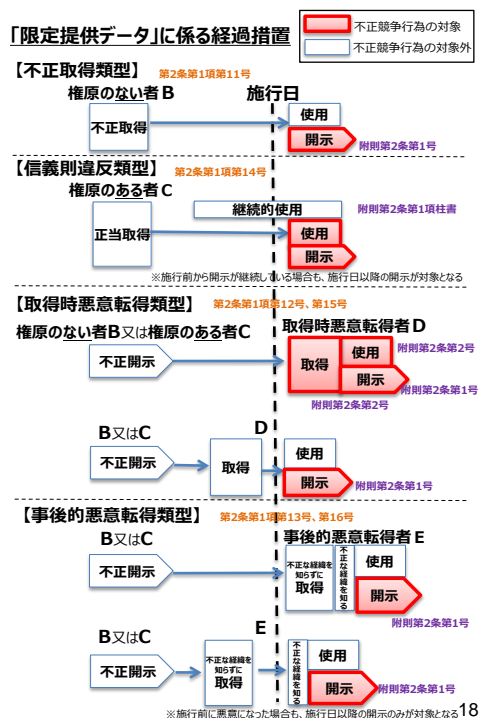 「限定提供データ」に係る経過措置
不正競争行為の対象
不正競争行為の対象外
【不正取得類型】 第2条第1項第11号
権原のない者B
施行日
不正取得
使用
開示
附則第2条第1号
【信義則違反類型】 第2条第1項第14号
権原のある者C
継続的使用
附則第2条第1項柱書
正当取得
使用
開示
※施行前から開示が継続している場合も、施行日以降の開示が対象となる
【取得時悪意転得類型】 第2条第1項第12号、第15号
権原のない者B又は権原のある者C
取得時悪意転得者D
不正開示
取得
使用
附則第2条第2号
開示
附則第2条第1号
附則第2条第2号
B又はC
D
不正開示
取得
使用
開示
附則第2条第1号
【事後的悪意転得類型】 第2条第1項第13号、第16号
B又はC
事後的悪意転得者E
不正開示
不正な経緯を
知らずに
取得
不正な経緯を知る
使用
開示
附則第2条第1号
B又はC
E
不正開示
不正な経緯を
知らずに
取得
不正な経緯を知る
使用
開示
附則第2条第1号
※施行前に悪意になった場合も、施行日以降の開示のみが対象となる
18